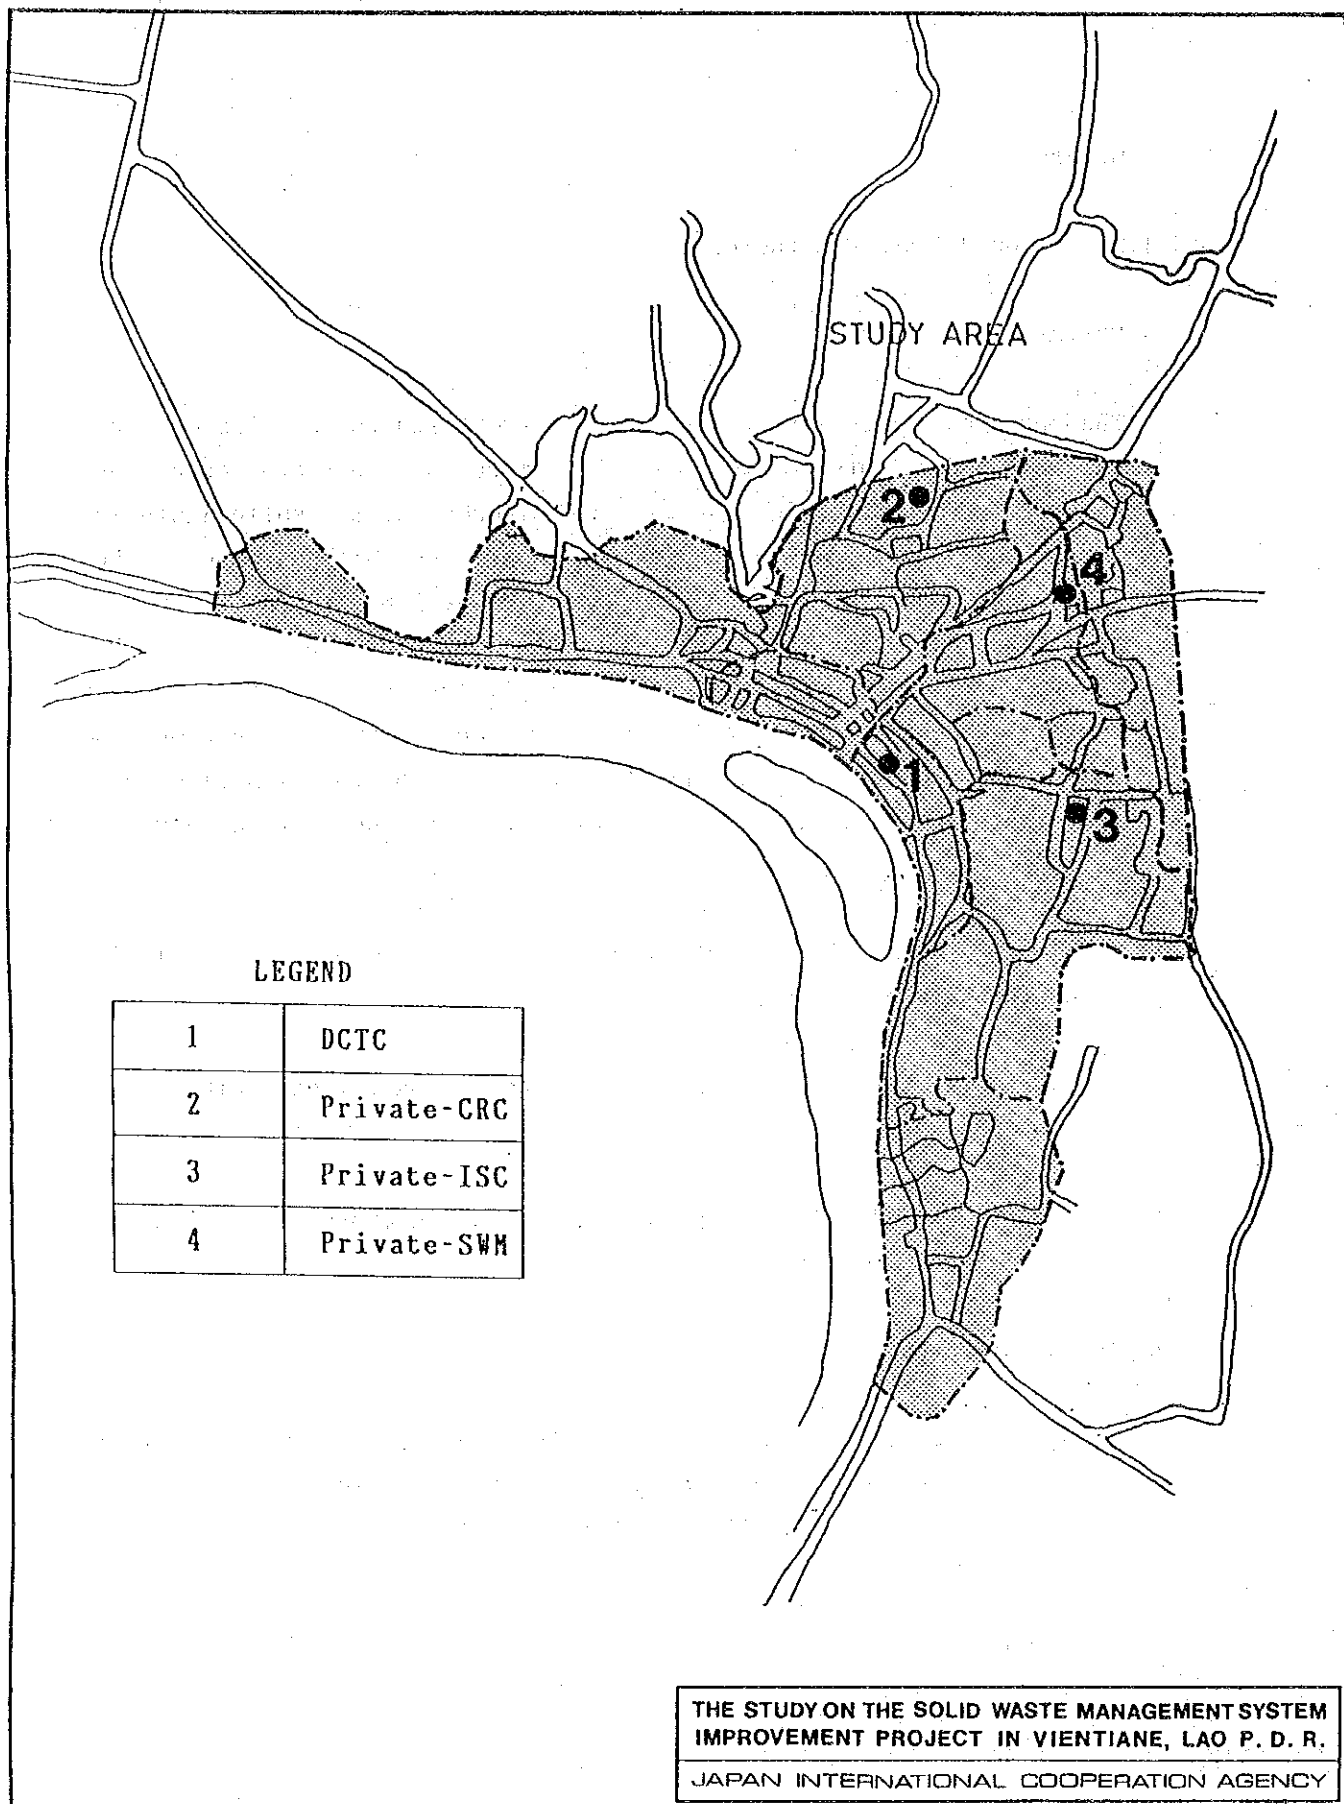 STUDY AREA
2
4
1
3
2
LEGEND
1 DCTC
2 Private-CRC
3 Private-ISC
4 Private-SWM
THE STUDY ON THE SOLID WASTE MANAGEMENT SYSTEM
IMPROVEMENT PROJECT IN VIENTIANE, LAO P. D. R.
JAPAN INTERNATIONAL COOPERATION AGENCY